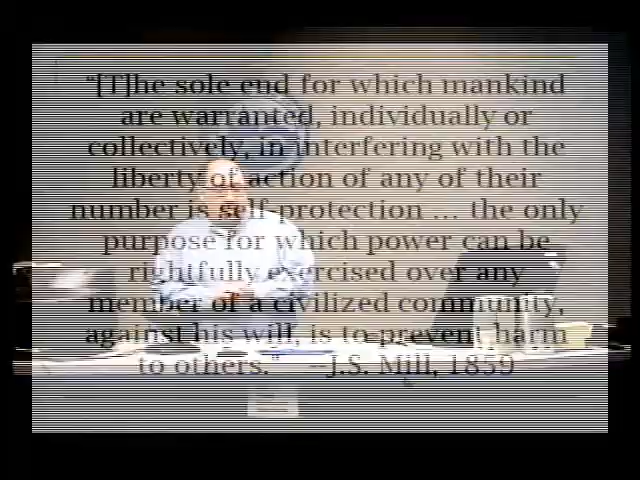 “[T]he sole end for which mankind
are warranted, individually or
collectively, in interfering with the
liberty of action of any of their
number is self-protection ... the only
purpose for which power can be
rightfully exercised over any
member of a civilized community,
against his will, is to prevent harm
to others.” –J.S. Mill, 1859